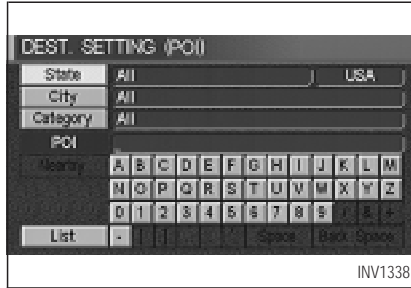 DEST. SETTING (POI)
State All USA
City All
Category All
POI
Nearby A B C D E F G H I J K L M
N O P Q R S T U V W X Y Z
0 1 2 3 4 5 6 7 8 9 / & +
List - Space Back Space
INV1338